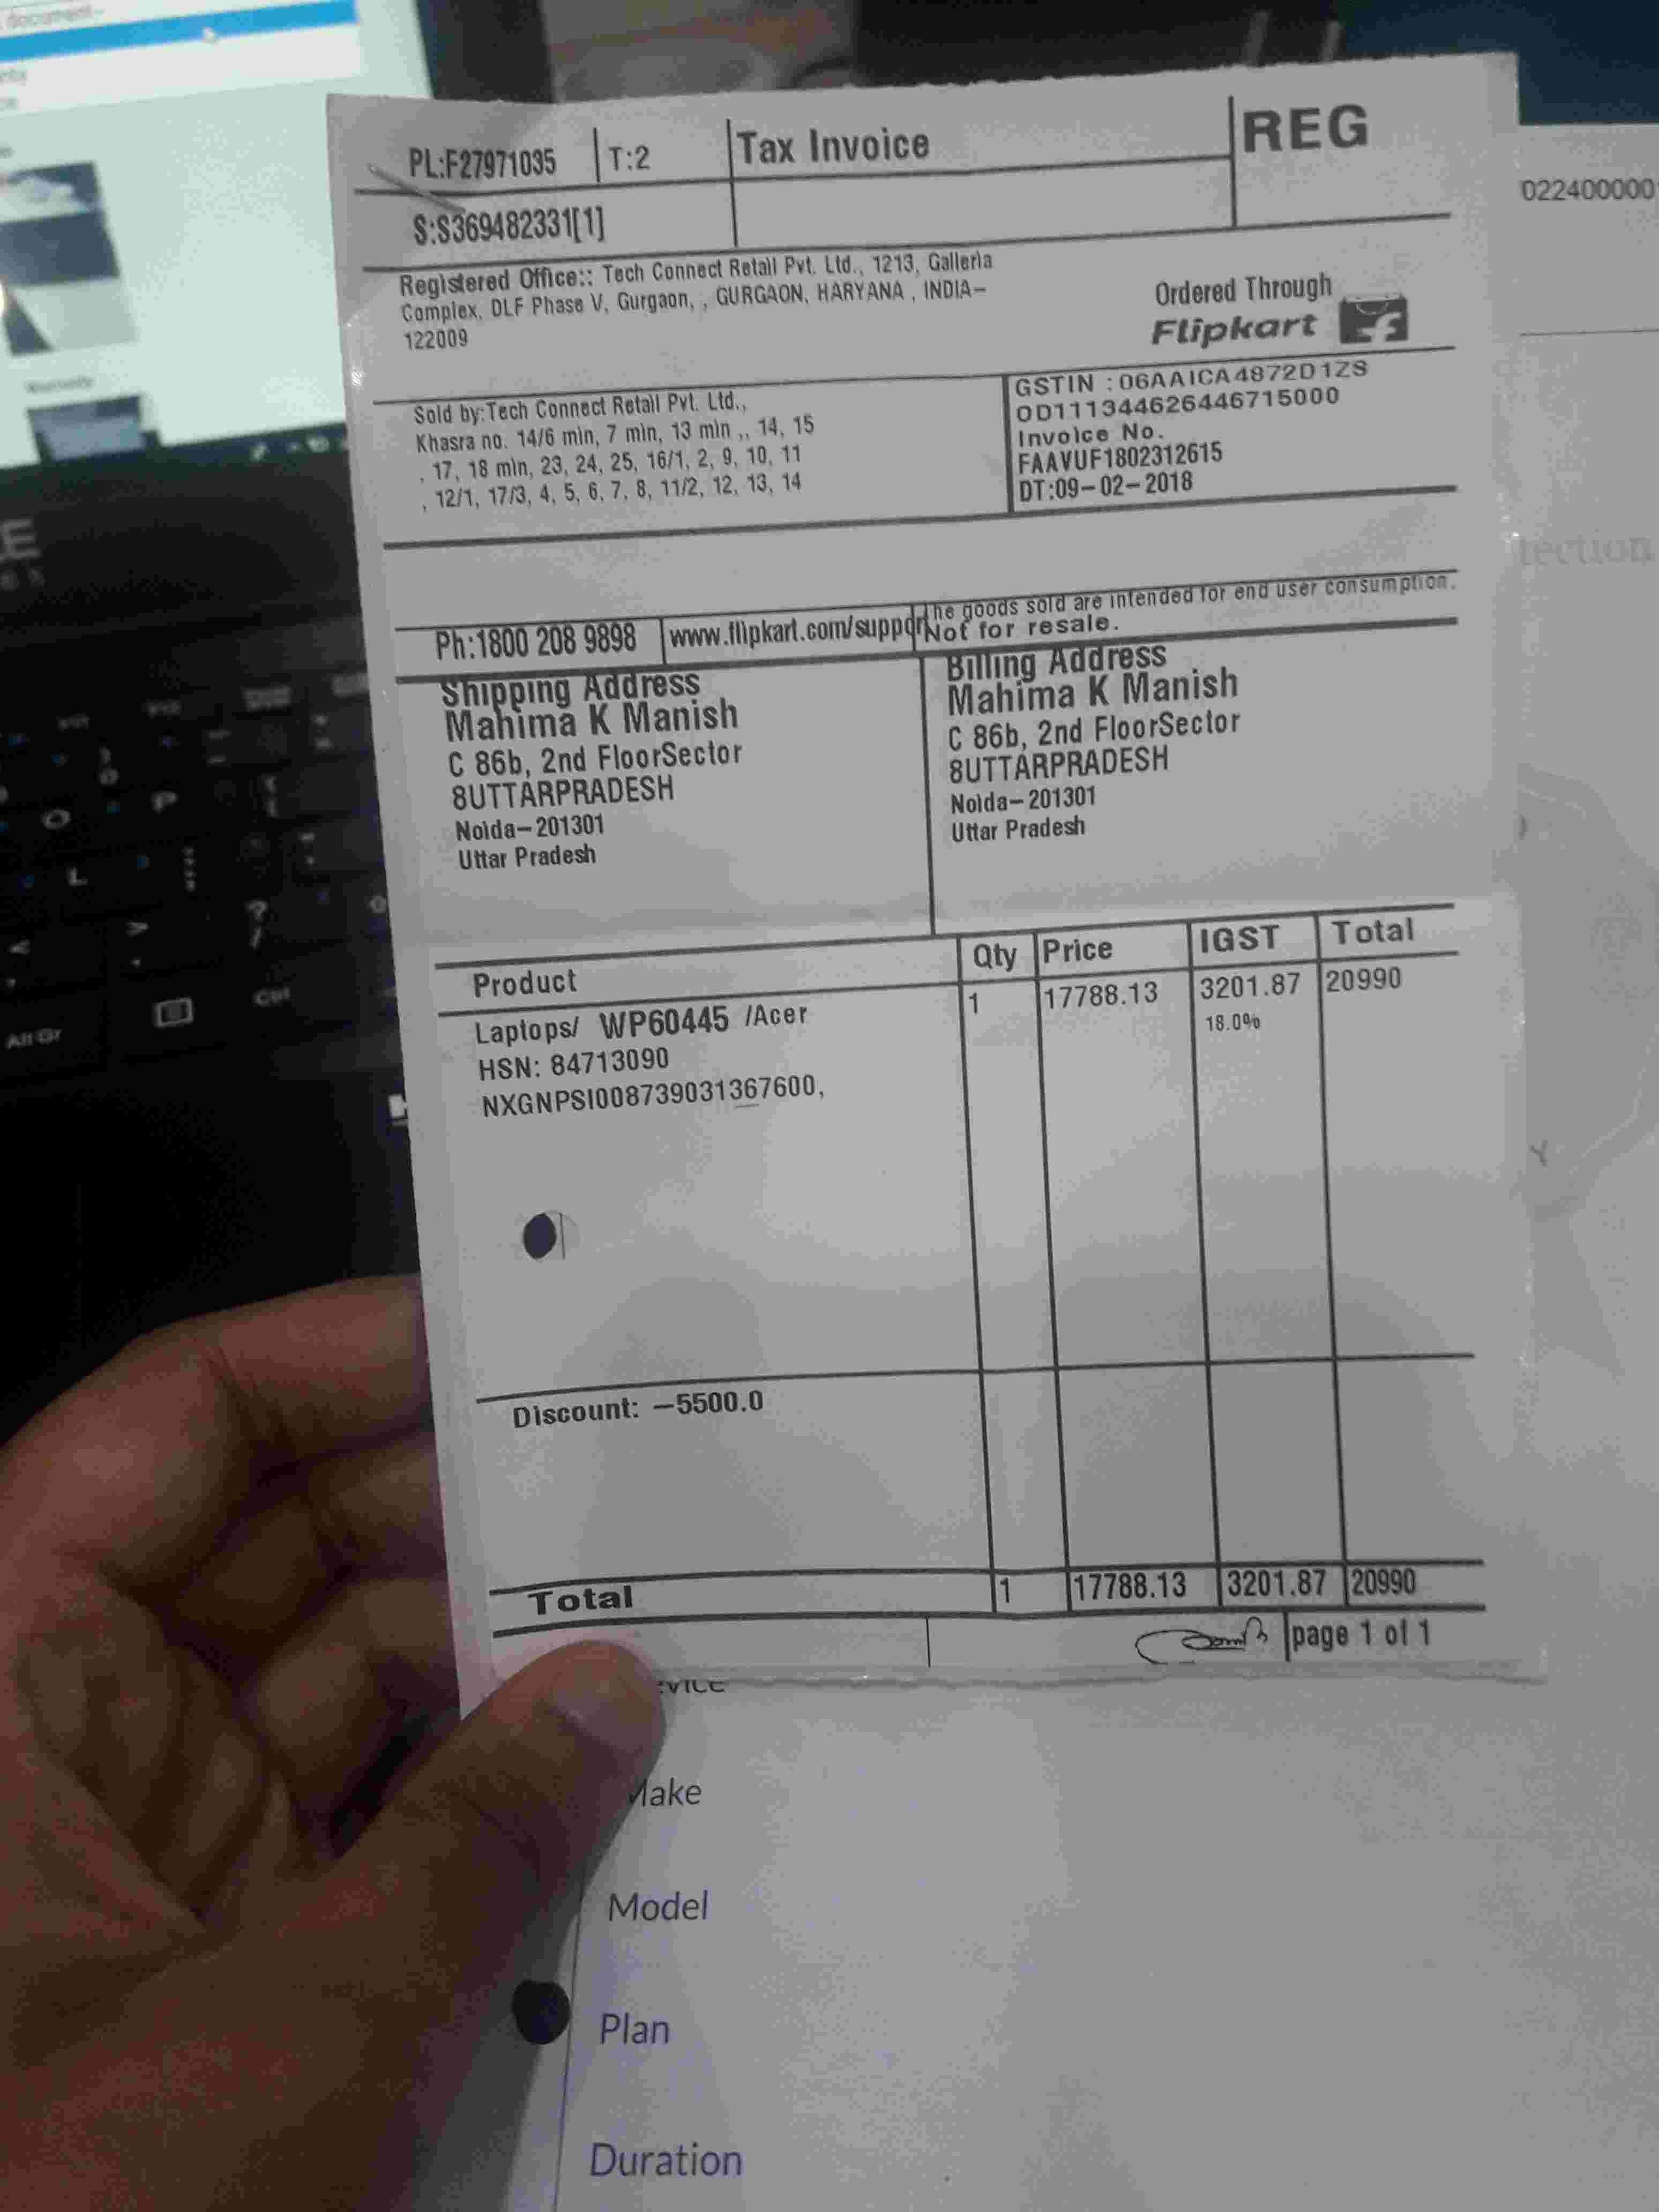 PL:F27971035
T:2
Tax Invoice
REG
S:S369482331[1]
Registered Office:: Tech Connect Retail Pvt. Ltd., 1213, Galleria
Complex, DLF Phase V, Gurgaon, , GURGAON, HARYANA , INDIA-
122009
Ordered Through
Flipkart
Sold by:Tech Connect Retail Pvt. Ltd.,
Khasra no. 14/6 min, 7 min, 13 min ,, 14, 15
, 17, 18 min, 23, 24, 25, 16/1, 2, 9, 10, 11
, 12/1, 17/3, 4, 5, 6, 7, 8, 11/2, 12, 13, 14
GSTIN : 06AAICA4872D1ZS
OD111344626446715000
Invoice No.
FAAVUF1802312615
DT:09-02-2018
Ph:1800 208 9898
www.flipkart.com/suppor
The goods sold are intended for end user consumption.
Not for resale.
Shipping Address
Mahima K Manish
C 86b, 2nd FloorSector
8UTTARPRADESH
Noida-201301
Uttar Pradesh
Billing Address
Mahima K Manish
C 86b, 2nd FloorSector
8UTTARPRADESH
Noida-201301
Uttar Pradesh
Product Qty Price IGST Total
Laptops/ WP60445 /Acer 1 17788.13 3201.87 20990
HSN: 84713090 18.0%
NXGNPSI008739031367600,
Discount: -5500.0
Total 1 17788.13 3201.87 20990
page 1 of 1
022400000
tection
Make
Model
Plan
Duration
O P
L
? /
Alt Gr
Ctrl